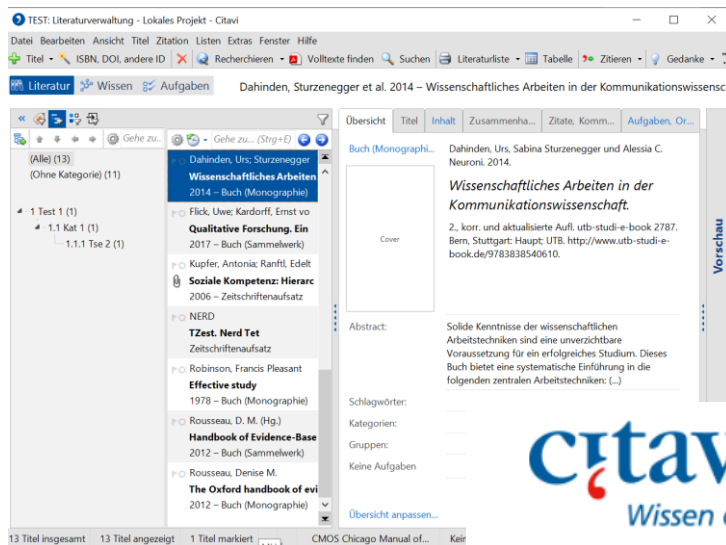 TEST: Literaturverwaltung - Lokales Projekt - Citavi
Datei Bearbeiten Ansicht Titel Zitation Listen Extras Fenster Hilfe
Titel ISBN, DOI, andere ID Recherchieren Volltexte finden Suchen Literaturliste Tabelle Zitieren Gedanke
Literatur Wissen Aufgaben Dahinden, Sturzenegger et al. 2014 – Wissenschaftliches Arbeiten in der Kommunikationswissensc
Gehe zu...
(Alle) (13)
(Ohne Kategorie) (11)
1 Test 1 (1)
1.1 Kat 1 (1)
1.1.1 Tse 2 (1)
Gehe zu... (Strg+E)
Dahinden, Urs; Sturzenegger
Wissenschaftliches Arbeiten
2014 – Buch (Monographie)
Flick, Uwe; Kardorff, Ernst vo
Qualitative Forschung. Ein
2017 – Buch (Sammelwerk)
Kupfer, Antonia; Ranftl, Edelt
Soziale Kompetenz: Hierarc
2006 – Zeitschriftenaufsatz
NERD
TZest. Nerd Tet
Zeitschriftenaufsatz
Robinson, Francis Pleasant
Effective study
1978 – Buch (Monographie)
Rousseau, D. M. (Hg.)
Handbook of Evidence-Base
2012 – Buch (Sammelwerk)
Rousseau, Denise M.
The Oxford handbook of evi
2012 – Buch (Monographie)
Übersicht Titel Inhalt Zusammenha... Zitate, Komm... Aufgaben, Or...
Buch (Monographi...
Dahinden, Urs, Sabina Sturzenegger und Alessia C.
Neuroni. 2014.
Wissenschaftliches Arbeiten in der
Kommunikationswissenschaft.
2., korr. und aktualisierte Aufl. utb-studi-e-book 2787.
Bern, Stuttgart: Haupt; UTB. http://www.utb-studi-e-
book.de/9783838540610.
Cover
Abstract:
Solide Kenntnisse der wissenschaftlichen
Arbeitstechniken sind eine unverzichtbare
Voraussetzung für ein erfolgreiches Studium. Dieses
Buch bietet eine systematische Einführung in die
folgenden zentralen Arbeitstechniken: (...)
Schlagwörter:
Kategorien:
Gruppen:
Keine Aufgaben
Übersicht anpassen...
Vorschau
citav
Wissen
13 Titel insgesamt 13 Titel angezeigt 1 Titel markiert CMOS Chicago Manual of... Kei